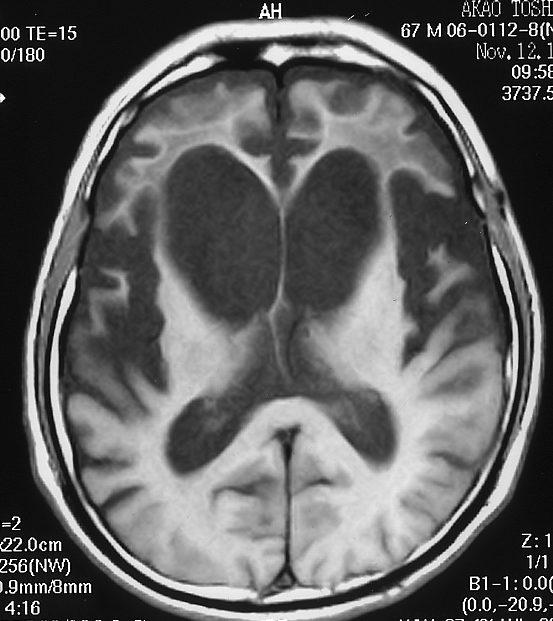 AH
00 TE=15
0/180
AKAO TOSH
67 M 06-0112-8(N
Nov.12.1
09:58
3737.5
=2
x22.0cm
256(NW)
0.9mm/8mm
4:16
Z: 1
1/1
B1-1: 0.0(
(0.0,-20.9,